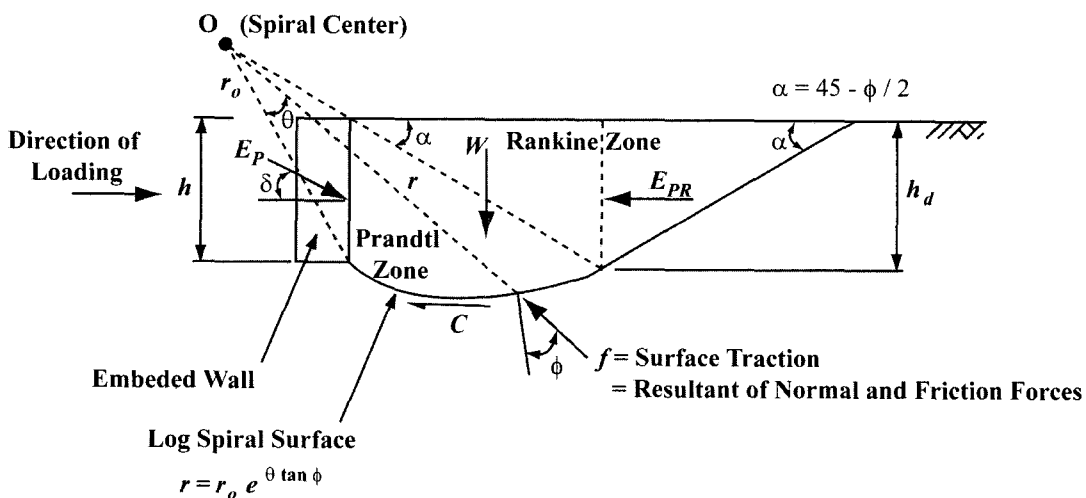 O (Spiral Center)
r_o
θ
α = 45 - ϕ / 2
Direction of
Loading
h
E_P
δ
α
W
Rankine Zone
α
r
E_PR
h_d
Prandtl
Zone
C
ϕ
f = Surface Traction
= Resultant of Normal and Friction Forces
Embeded Wall
Log Spiral Surface
r = r_o e^{θ tan ϕ}